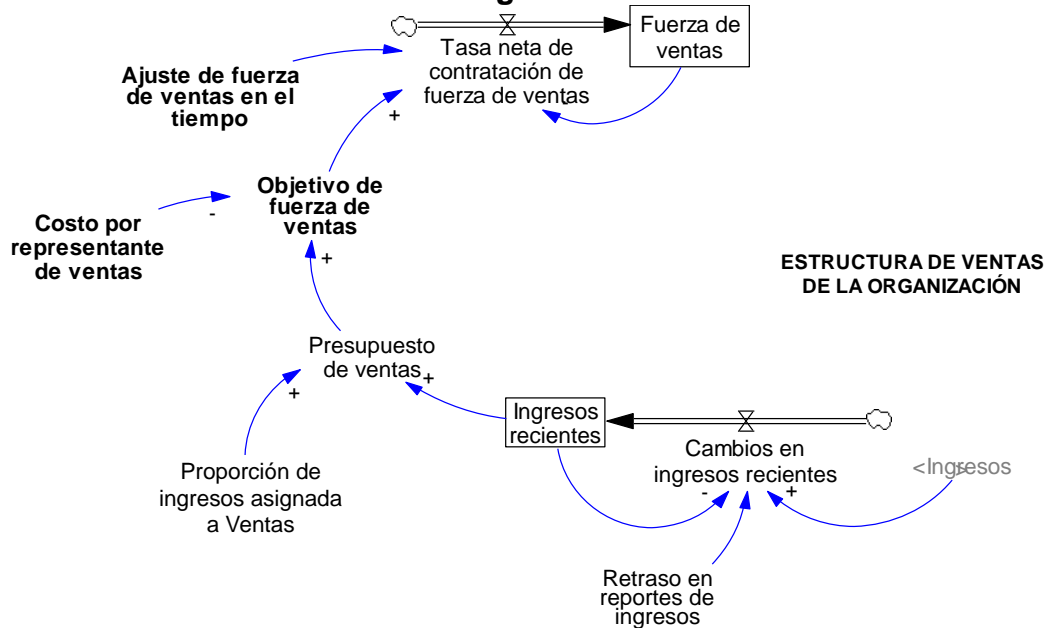 Fuerza de
ventas
Tasa neta de
contratación de
fuerza de ventas
-
Ajuste de fuerza
de ventas en el
tiempo
+
Objetivo de
fuerza de
ventas
-
Costo por
representante
de ventas
+
ESTRUCTURA DE VENTAS
DE LA ORGANIZACIÓN
Presupuesto
de ventas
+
+
Ingresos
recientes
Cambios en
ingresos recientes
- +
<Ingresos>
Proporción de
ingresos asignada
a Ventas
Retraso en
reportes de
ingresos